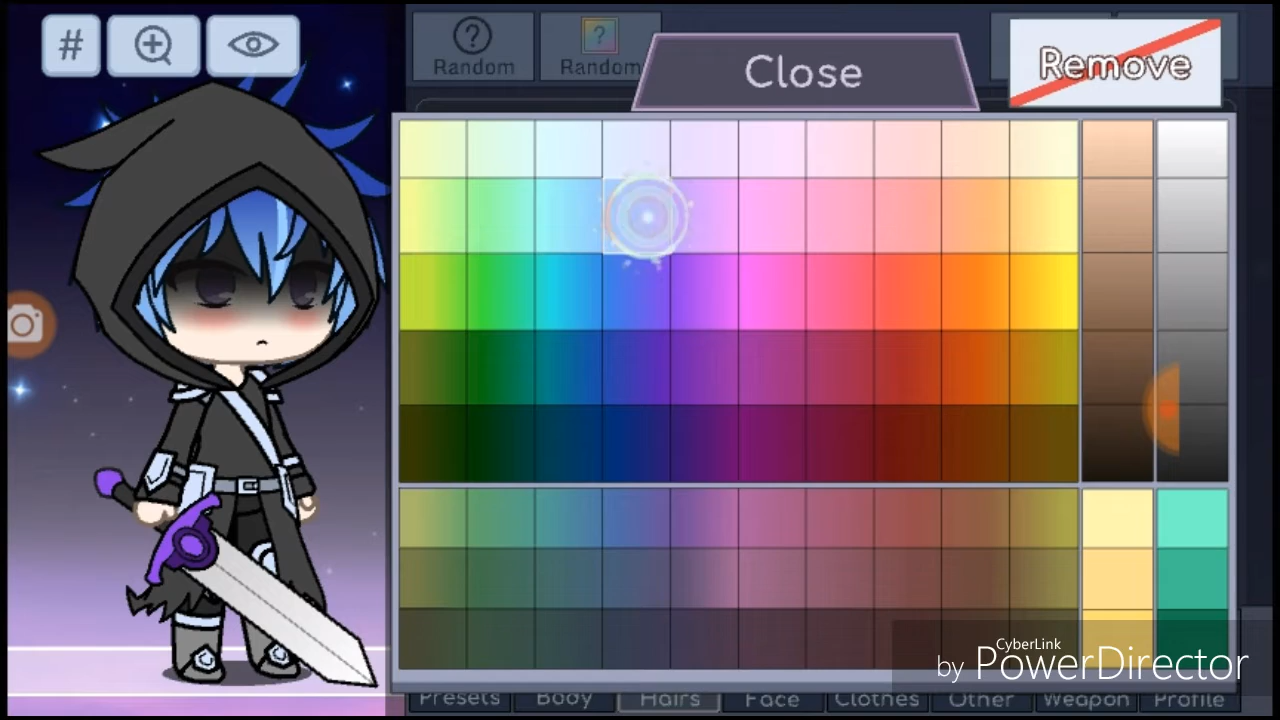 #
?
?
Random
Random
Close
Remove
CyberLink
by PowerDirector
Presets
Body
Hairs
Face
Clothes
Other
Weapon
Profile